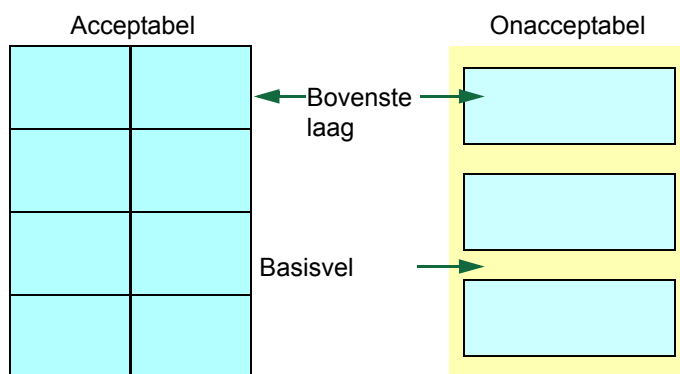 Acceptabel
Onacceptabel
Bovenste
laag
Basisvel